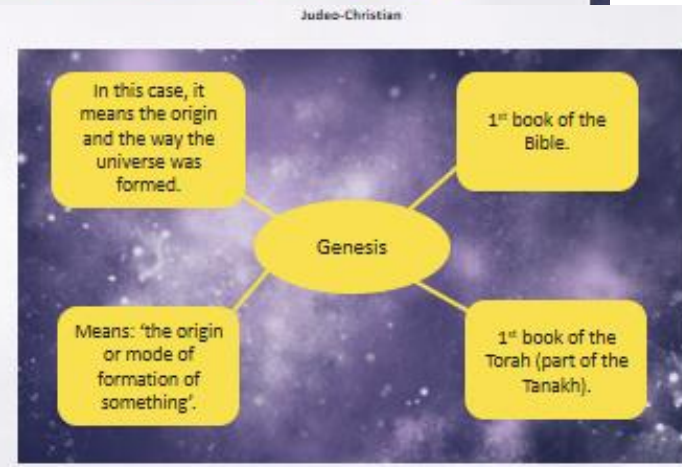 Judeo-Christian
In this case, it
means the origin
and the way the
universe was
formed.
1st book of the
Bible.
Genesis
Means: 'the origin
or mode of
formation of
something'.
1st book of the
Torah (part of the
Tanakh).